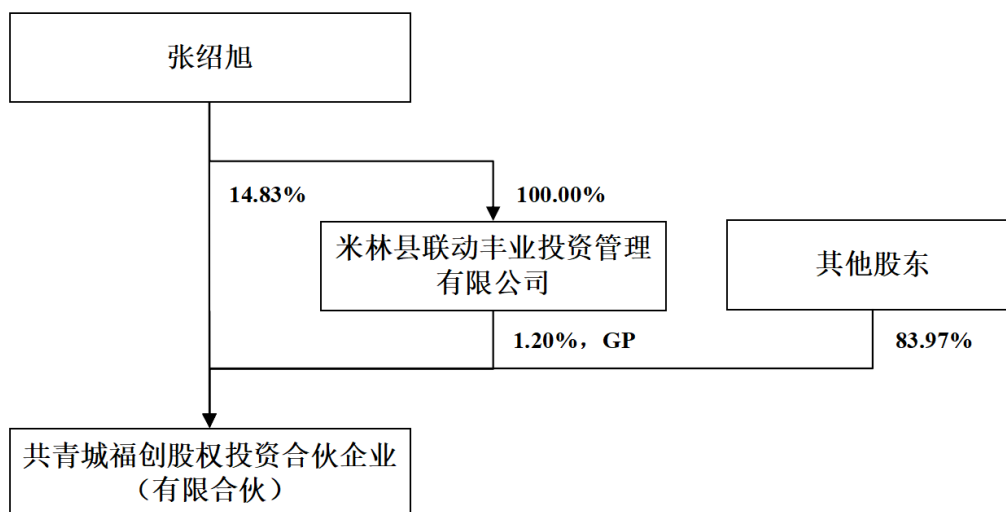 张绍旭
14.83%
100.00%
米林县联动丰业投资管理
有限公司
其他股东
1.20%，GP
83.97%
共青城福创股权投资合伙企业
（有限合伙）